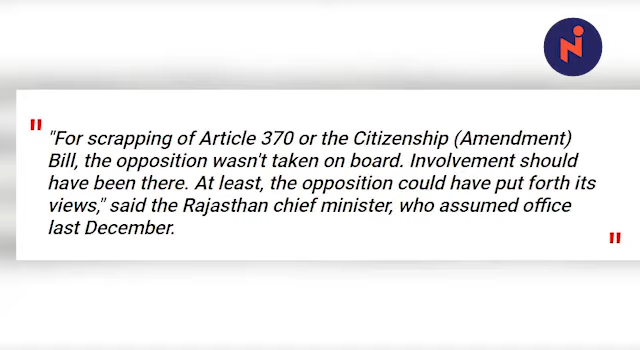 "For scrapping of Article 370 or the Citizenship (Amendment)
Bill, the opposition wasn't taken on board. Involvement should
have been there. At least, the opposition could have put forth its
views," said the Rajasthan chief minister, who assumed office
last December.